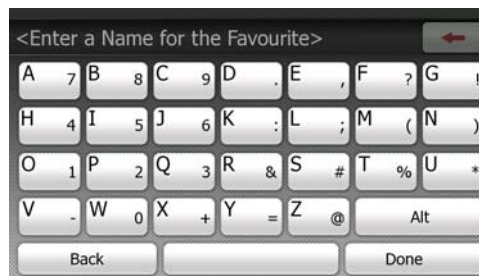 <Enter a Name for the Favourite>
A 7 B 8 C 9 D . E , F ? G !
H 4 I 5 J 6 K : L ; M ( N )
O 1 P 2 Q 3 R & S # T % U *
V - W 0 X + Y = Z @ Alt
Back Done